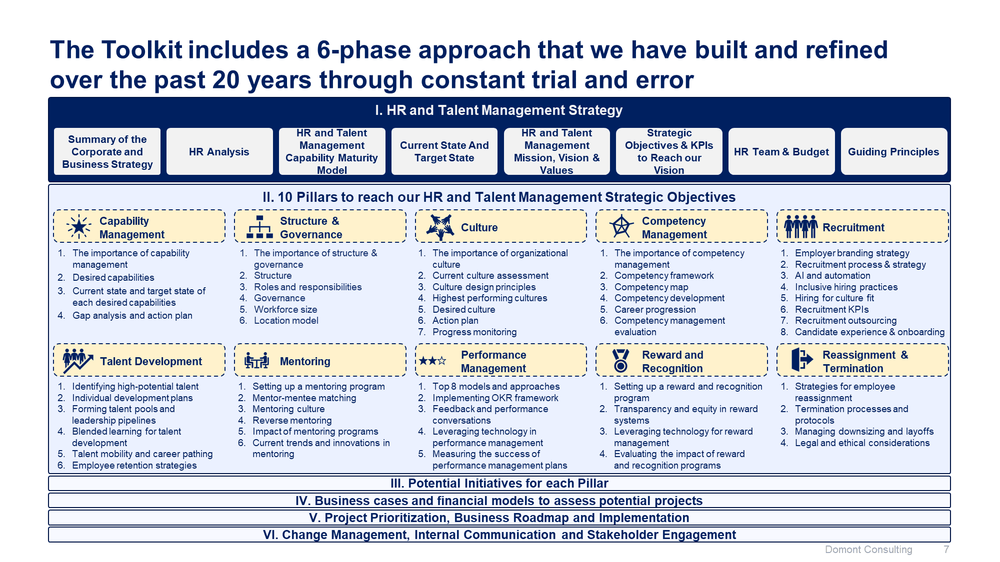 The Toolkit includes a 6-phase approach that we have built and refined
over the past 20 years through constant trial and error
I. HR and Talent Management Strategy
Summary of the
Corporate and
Business Strategy
HR Analysis
HR and Talent
Management
Capability Maturity
Model
Current State And
Target State
HR and Talent
Management
Mission, Vision &
Values
Strategic
Objectives & KPIs
to Reach our
Vision
HR Team & Budget
Guiding Principles
II. 10 Pillars to reach our HR and Talent Management Strategic Objectives
Capability
Management
1. The importance of capability
management
2. Desired capabilities
3. Current state and target state of
each desired capabilities
4. Gap analysis and action plan
Structure &
Governance
1. The importance of structure &
governance
2. Structure
3. Roles and responsibilities
4. Governance
5. Workforce size
6. Location model
Culture
1. The importance of organizational
culture
2. Current culture assessment
3. Culture design principles
4. Highest performing cultures
5. Desired culture
6. Action plan
7. Progress monitoring
Competency
Management
1. The importance of competency
management
2. Competency framework
3. Competency map
4. Competency development
5. Career progression
6. Competency management
evaluation
Recruitment
1. Employer branding strategy
2. Recruitment process & strategy
3. AI and automation
4. Inclusive hiring practices
5. Hiring for culture fit
6. Recruitment KPIs
7. Recruitment outsourcing
8. Candidate experience & onboarding
Talent Development
1. Identifying high-potential talent
2. Individual development plans
3. Forming talent pools and
leadership pipelines
4. Blended learning for talent
development
5. Talent mobility and career pathing
6. Employee retention strategies
Mentoring
1. Setting up a mentoring program
2. Mentor-mentee matching
3. Mentoring culture
4. Reverse mentoring
5. Impact of mentoring programs
6. Current trends and innovations in
mentoring
Performance
Management
1. Top 8 models and approaches
2. Implementing OKR framework
3. Feedback and performance
conversations
4. Leveraging technology in
performance management
5. Measuring the success of
performance management plans
Reward and
Recognition
1. Setting up a reward and recognition
program
2. Transparency and equity in reward
systems
3. Leveraging technology for reward
management
4. Evaluating the impact of reward
and recognition programs
Reassignment &
Termination
1. Strategies for employee
reassignment
2. Termination processes and
protocols
3. Managing downsizing and layoffs
4. Legal and ethical considerations
III. Potential Initiatives for each Pillar
IV. Business cases and financial models to assess potential projects
V. Project Prioritization, Business Roadmap and Implementation
VI. Change Management, Internal Communication and Stakeholder Engagement
Domont Consulting 7